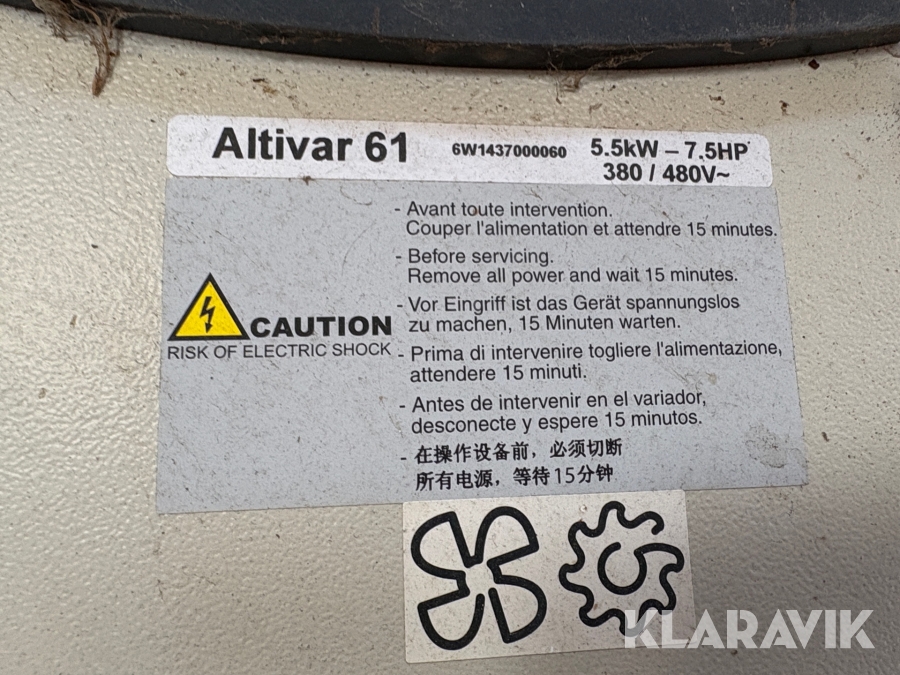 Altivar 61 6W1437000060 5.5kW – 7.5HP
380 / 480V~
- Avant toute intervention.
Couper l'alimentation et attendre 15 minutes.
- Before servicing.
Remove all power and wait 15 minutes.
- Vor Eingriff ist das Gerät spannungslos
zu machen, 15 Minuten warten.
CAUTION
RISK OF ELECTRIC SHOCK
- Prima di intervenire togliere l'alimentazione,
attendere 15 minuti.
- Antes de intervenir en el variador,
desconecte y espere 15 minutos.
- 在操作设备前，必须切断
所有电源，等待15分钟
KLARAVIK